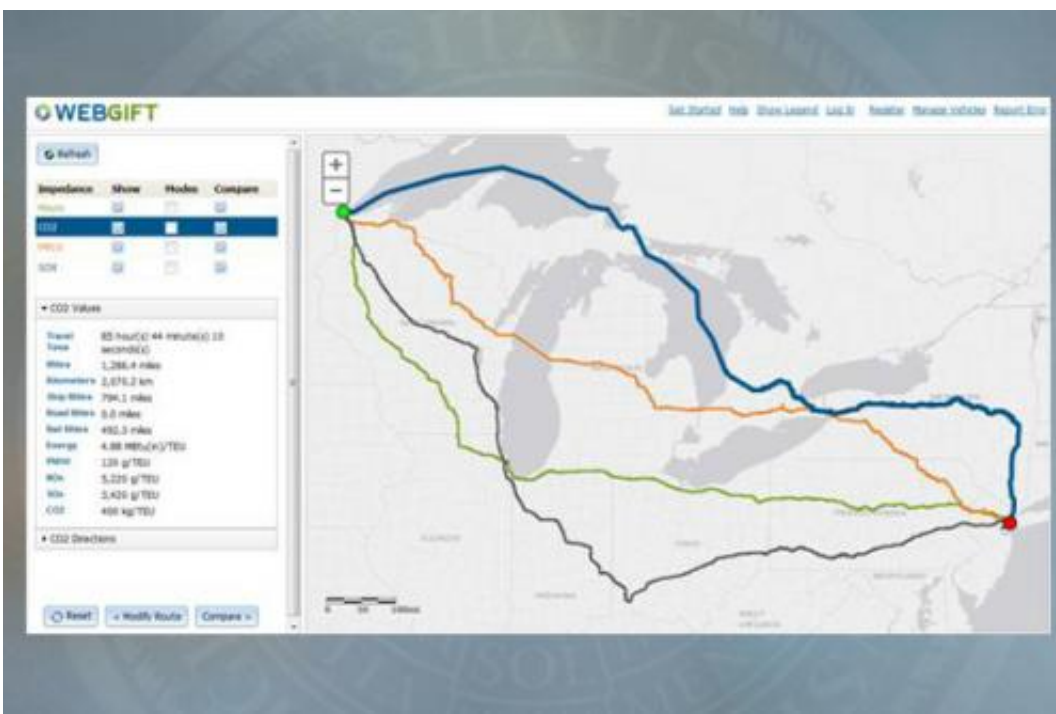 WEBGIFT
Get Started Help Show Legend Log In Register Manage Vehicles Report Error
Refresh
Impedance Show Modes Compare
CO2
SOX
CO2 Values
Travel Time 85 hour(s) 44 minute(s) 10 second(s)
Miles 1,286.4 miles
Kilometers 2,070.2 km
Ship Miles 794.1 miles
Road Miles 0.0 miles
Rail Miles 492.3 miles
Energy 4.88 MBtu(in)/TEU
PM10 120 g/TEU
NOx 5,220 g/TEU
SOx 3,420 g/TEU
CO2 400 kg/TEU
CO2 Directions
Reset < Modify Route Compare >